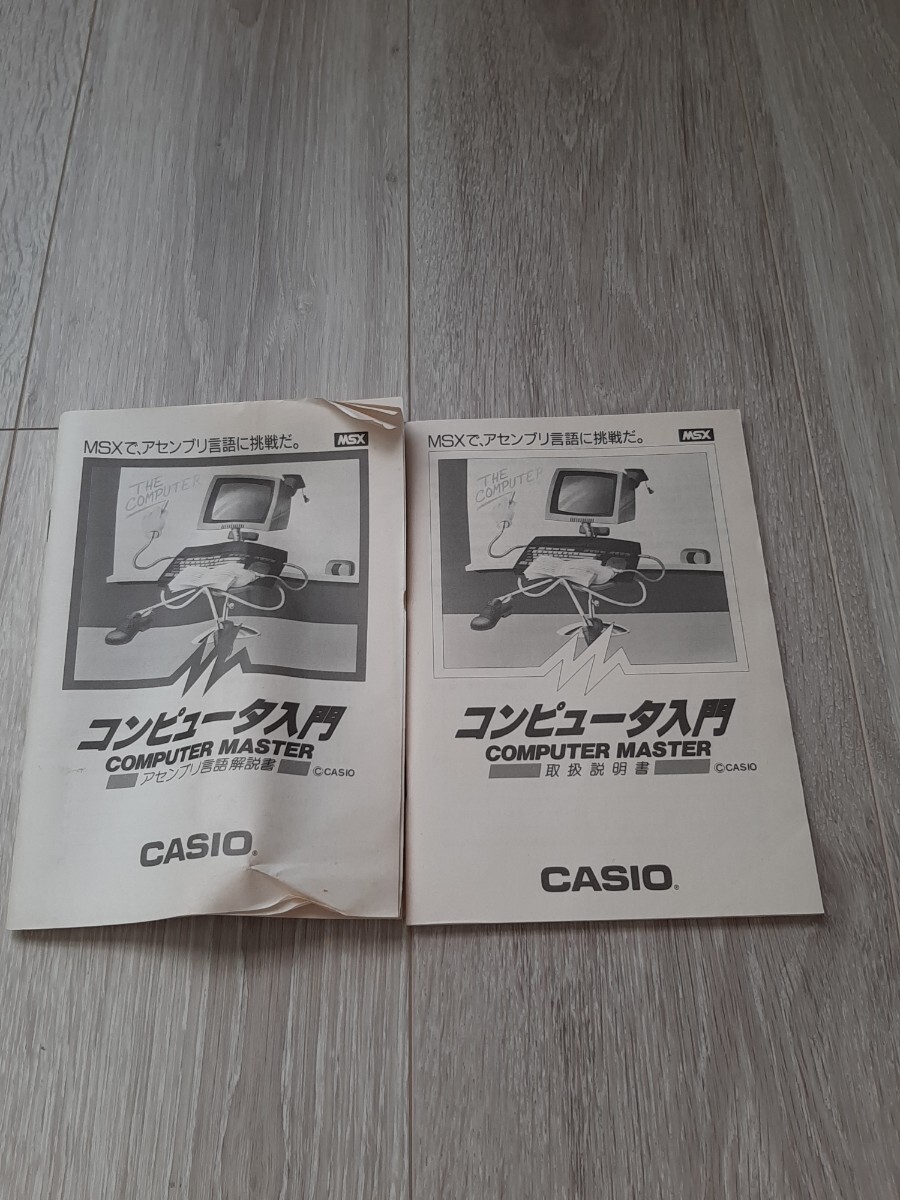 MSXで、アセンブリ言語に挑戦だ。
MSX
THE
COMPUTER
コンピュータ入門
COMPUTER MASTER
アセンブリ言語解説書
©CASIO
CASIO®
MSXで、アセンブリ言語に挑戦だ。
MSX
THE
COMPUTER
コンピュータ入門
COMPUTER MASTER
取扱説明書
©CASIO
CASIO®